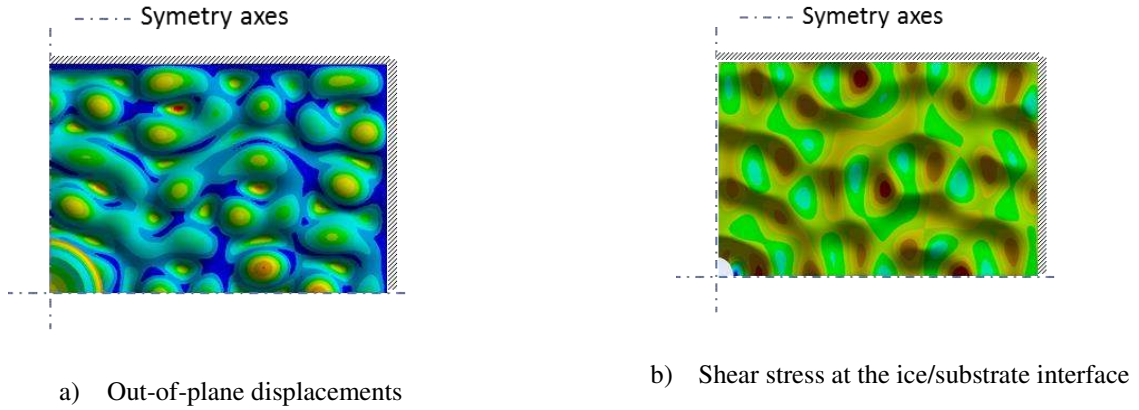 Symetry axes
Symetry axes
a) Out-of-plane displacements
b) Shear stress at the ice/substrate interface